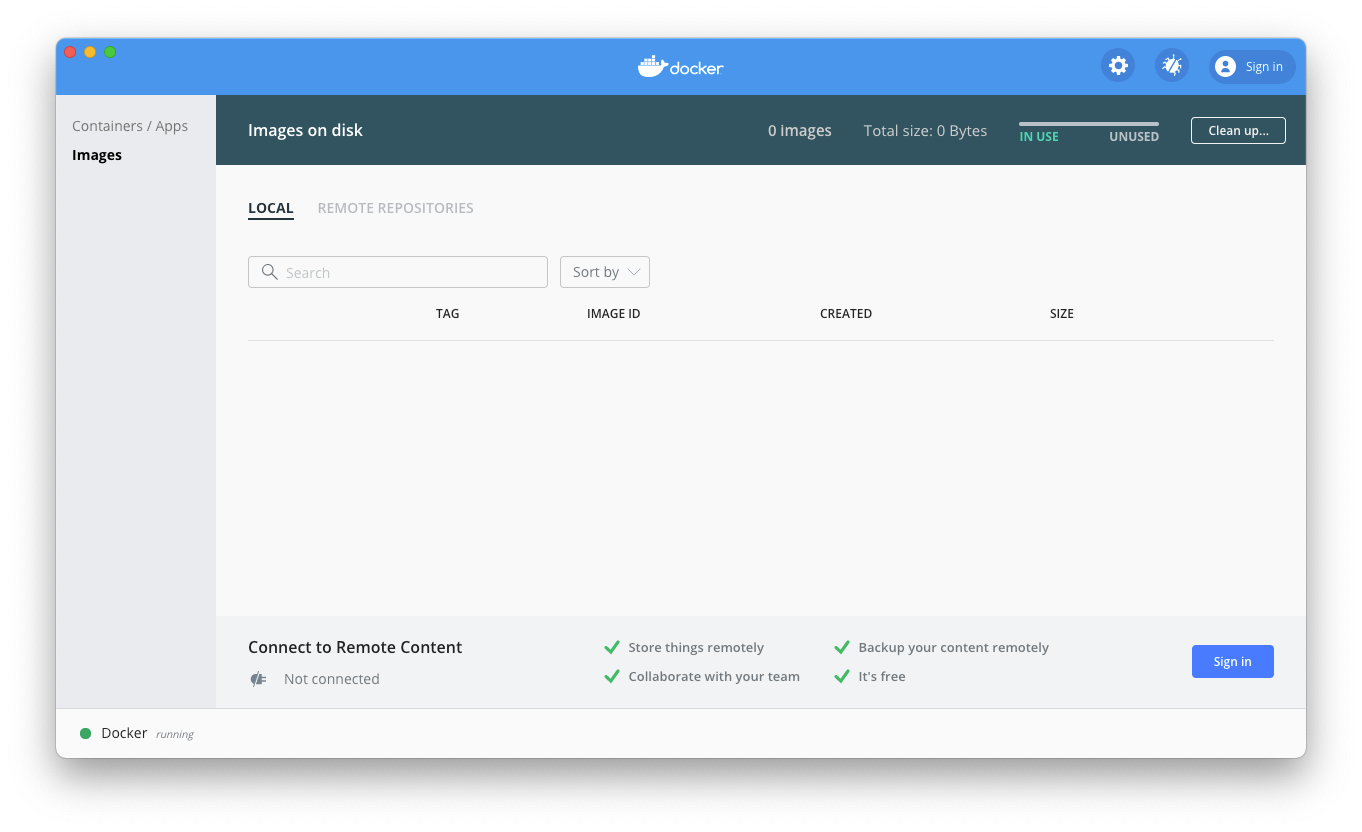 docker
Sign in
Containers / Apps
Images
Images on disk
0 images
Total size: 0 Bytes
IN USE
UNUSED
Clean up...
LOCAL
REMOTE REPOSITORIES
Search
Sort by
TAG
IMAGE ID
CREATED
SIZE
Connect to Remote Content
Not connected
Store things remotely
Backup your content remotely
Collaborate with your team
It's free
Sign in
Docker running